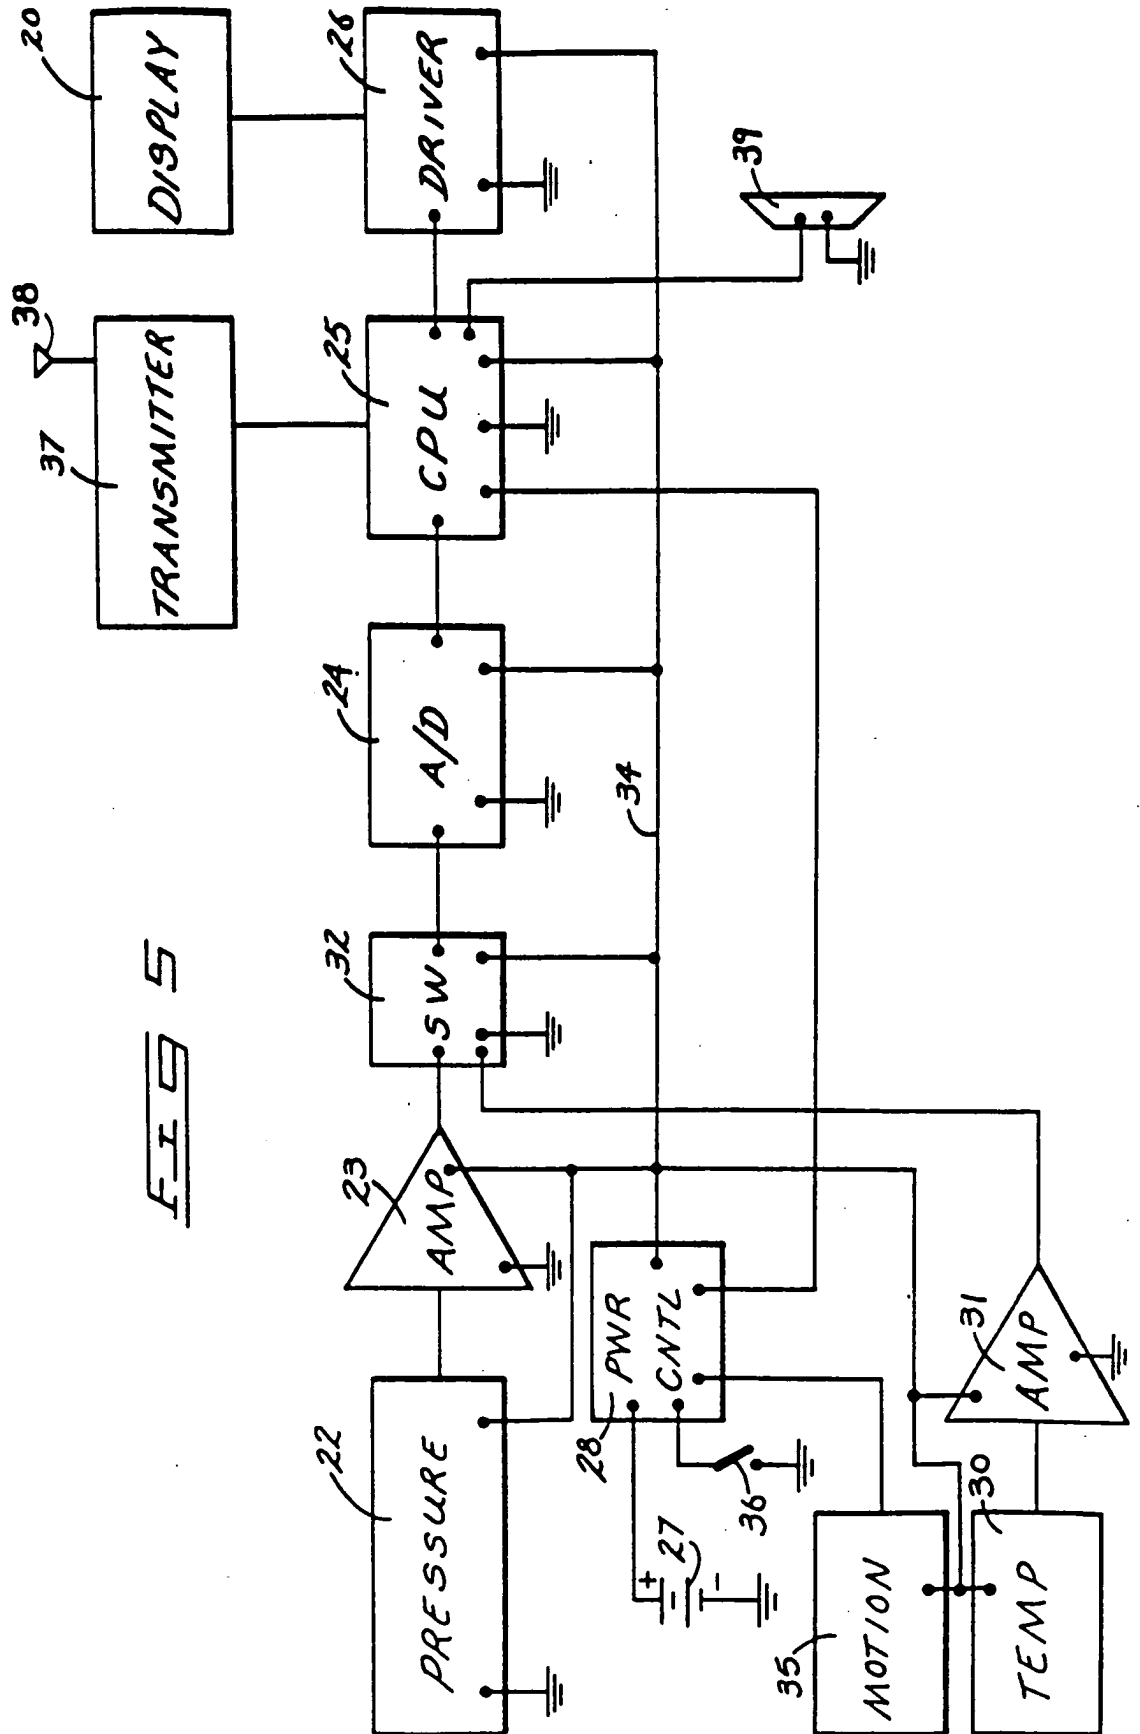 FIG 5
20
DISPLAY
38
37
TRANSMITTER
22
PRESSURE
23
AMP
32
SW
24
A/D
25
CPU
26
DRIVER
34
39
28
PWR
CNTL
36
+
27
-
35
MOTION
30
TEMP
31
AMP